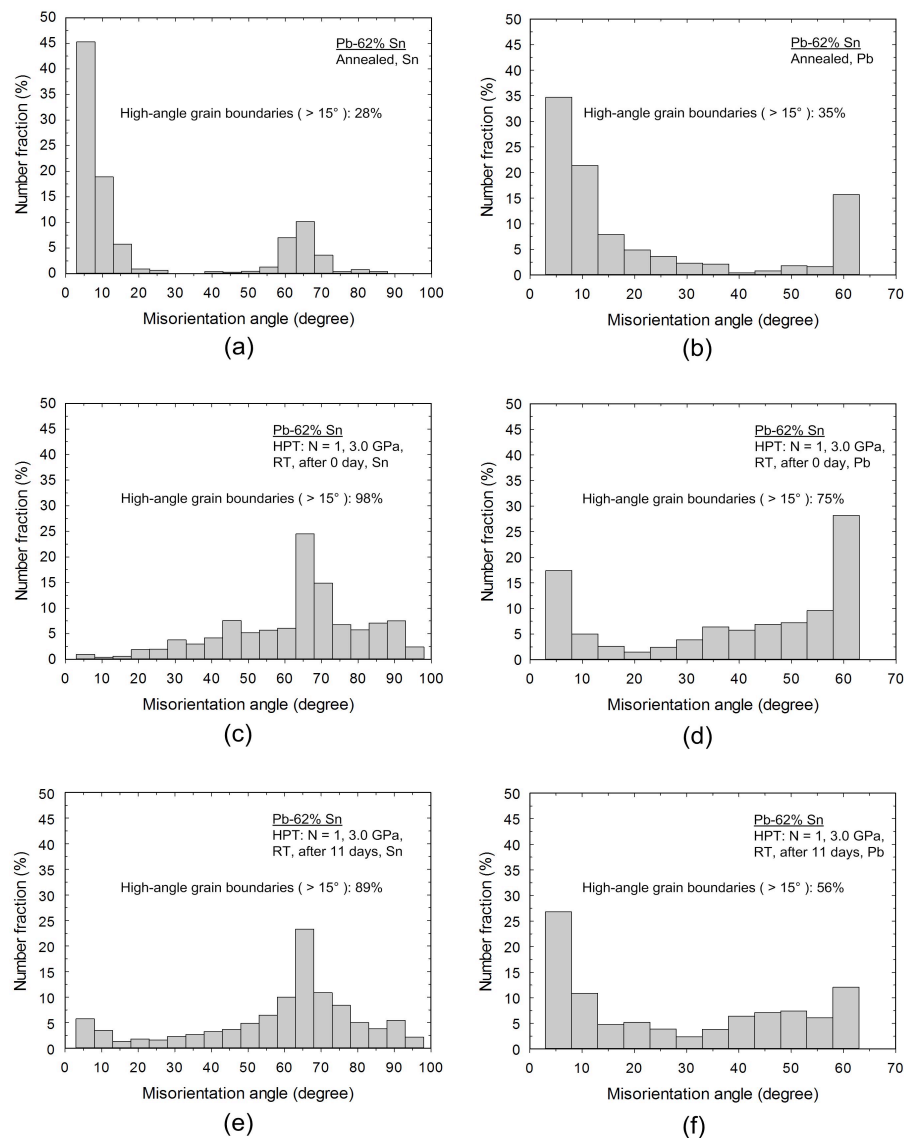 50
45
40
35
30
25
20
15
10
5
0
Number fraction (%)
Pb-62% Sn
Annealed, Sn
High-angle grain boundaries ( > 15° ): 28%
0 10 20 30 40 50 60 70 80 90 100
Misorientation angle (degree)
(a)
50
45
40
35
30
25
20
15
10
5
0
Number fraction (%)
Pb-62% Sn
Annealed, Pb
High-angle grain boundaries ( > 15° ): 35%
0 10 20 30 40 50 60 70
Misorientation angle (degree)
(b)
50
45
40
35
30
25
20
15
10
5
0
Number fraction (%)
Pb-62% Sn
HPT: N = 1, 3.0 GPa,
RT, after 0 day, Sn
High-angle grain boundaries ( > 15° ): 98%
0 10 20 30 40 50 60 70 80 90 100
Misorientation angle (degree)
(c)
50
45
40
35
30
25
20
15
10
5
0
Number fraction (%)
Pb-62% Sn
HPT: N = 1, 3.0 GPa,
RT, after 0 day, Pb
High-angle grain boundaries ( > 15° ): 75%
0 10 20 30 40 50 60 70
Misorientation angle (degree)
(d)
50
45
40
35
30
25
20
15
10
5
0
Number fraction (%)
Pb-62% Sn
HPT: N = 1, 3.0 GPa,
RT, after 11 days, Sn
High-angle grain boundaries ( > 15° ): 89%
0 10 20 30 40 50 60 70 80 90 100
Misorientation angle (degree)
(e)
50
45
40
35
30
25
20
15
10
5
0
Number fraction (%)
Pb-62% Sn
HPT: N = 1, 3.0 GPa,
RT, after 11 days, Pb
High-angle grain boundaries ( > 15° ): 56%
0 10 20 30 40 50 60 70
Misorientation angle (degree)
(f)